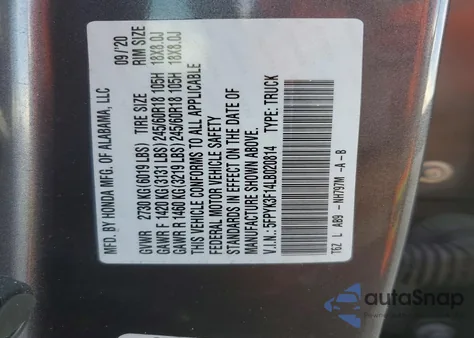 MFD. BY HONDA MFG. OF ALABAMA, LLC 09/'20
GVWR 2730 KG(6019 LBS) TIRE SIZE RIM SIZE
GAWR F 1420 KG(3131 LBS) 245/60R18 105H 18X8.0J
GAWR R 1460 KG(3219 LBS) 245/60R18 105H 18X8.0J
THIS VEHICLE CONFORMS TO ALL APPLICABLE
FEDERAL MOTOR VEHICLE SAFETY
STANDARDS IN EFFECT ON THE DATE OF
MANUFACTURE SHOWN ABOVE.
V.I.N.: 5FPYK3F14LB020814 TYPE: TRUCK
T6Z L AB9 -NH797M -A -B
autoSnap